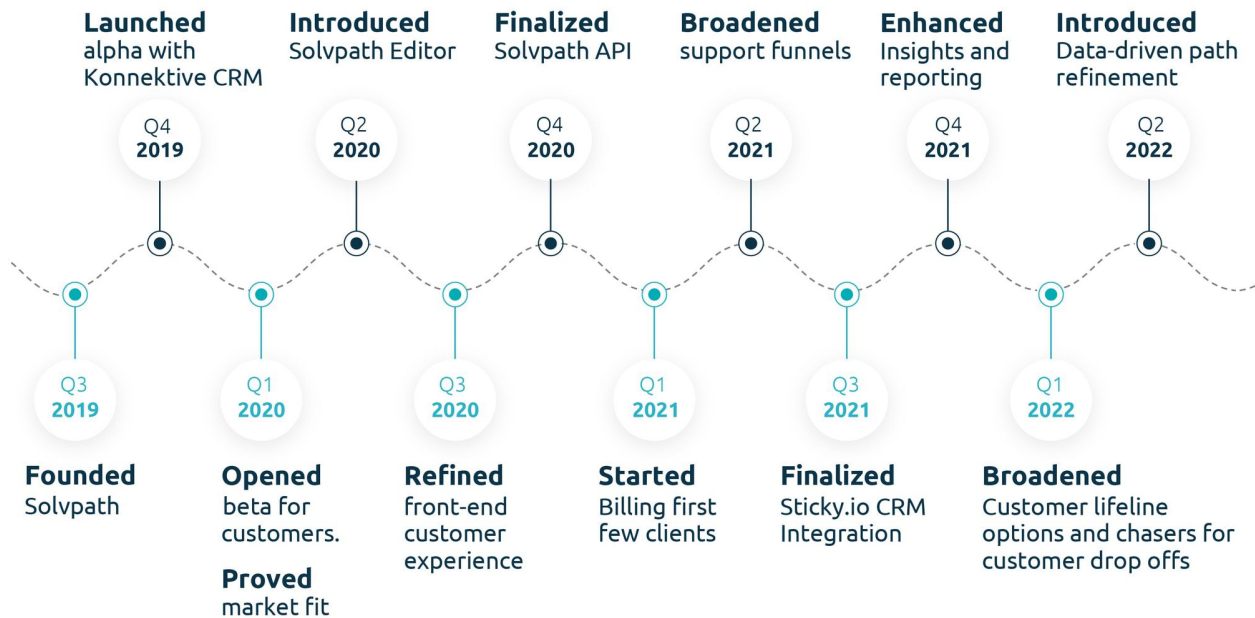 Launched
alpha with
Konnektive CRM
Q4
2019
Introduced
Solvpath Editor
Q2
2020
Finalized
Solvpath API
Q4
2020
Broadened
support funnels
Q2
2021
Enhanced
Insights and
reporting
Q4
2021
Introduced
Data-driven path
refinement
Q2
2022
Q3
2019
Founded
Solvpath
Q1
2020
Opened
beta for
customers.
Proved
market fit
Q3
2020
Refined
front-end
customer
experience
Q1
2021
Started
Billing first
few clients
Q3
2021
Finalized
Sticky.io CRM
Integration
Q1
2022
Broadened
Customer lifeline
options and chasers for
customer drop offs